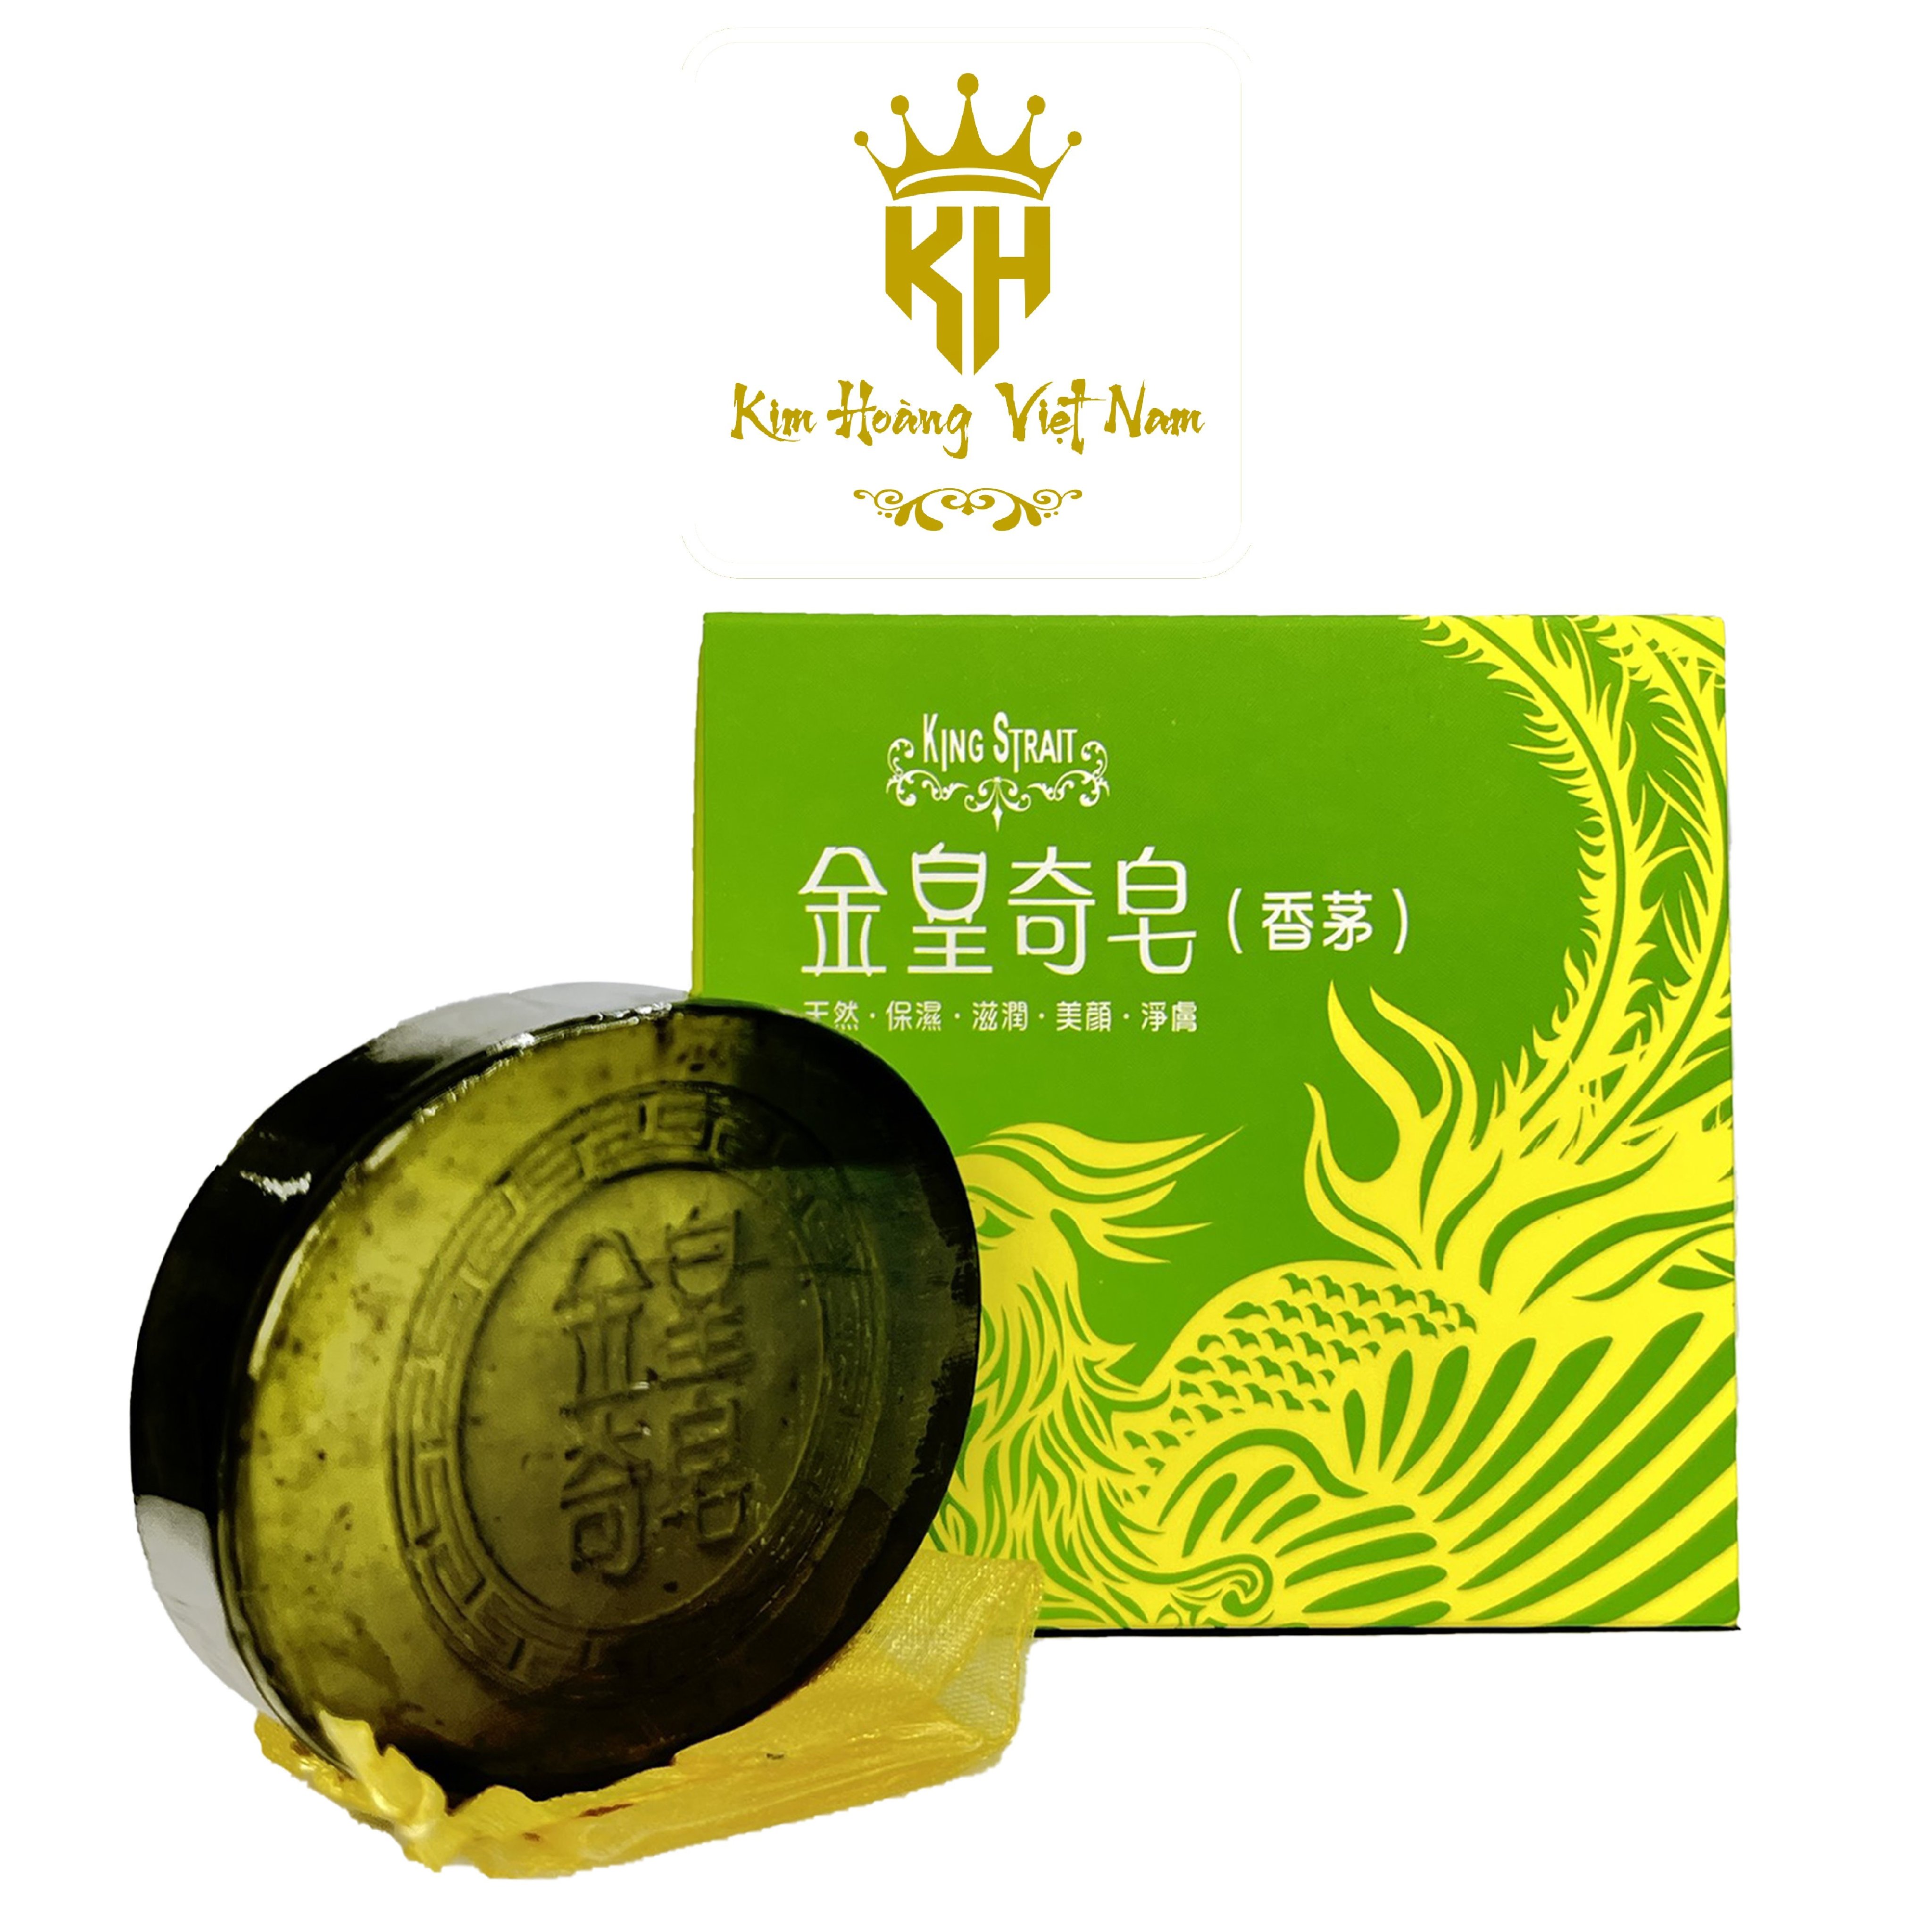 KH
Kim Hoàng Việt Nam
KING STRAIT
金皇奇皂（香茅）
天然·保濕·滋潤·美顔·淨膚
金皇
奇皂